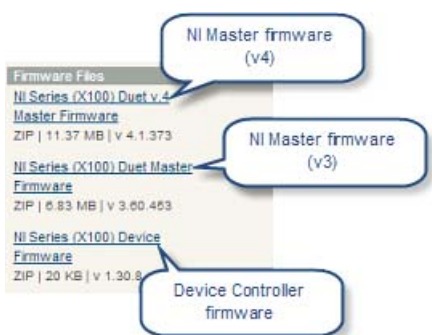 NI Master firmware
(v4)
Firmware Files
NI Series (X100) Duet v.4
Master Firmware
ZIP | 11.37 MB | v 4.1.373
NI Master firmware
(v3)
NI Series (X100) Duet Master
Firmware
ZIP | 6.83 MB | v 3.60.453
NI Series (X100) Device
Firmware
ZIP | 20 KB | v 1.30.8
Device Controller
firmware